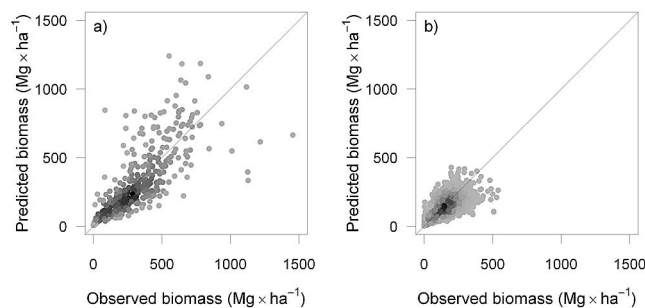 a)
Predicted biomass (Mg × ha⁻¹)
1500
1000
500
0
0 500 1000 1500
Observed biomass (Mg × ha⁻¹)
b)
Predicted biomass (Mg × ha⁻¹)
1500
1000
500
0
0 500 1000 1500
Observed biomass (Mg × ha⁻¹)